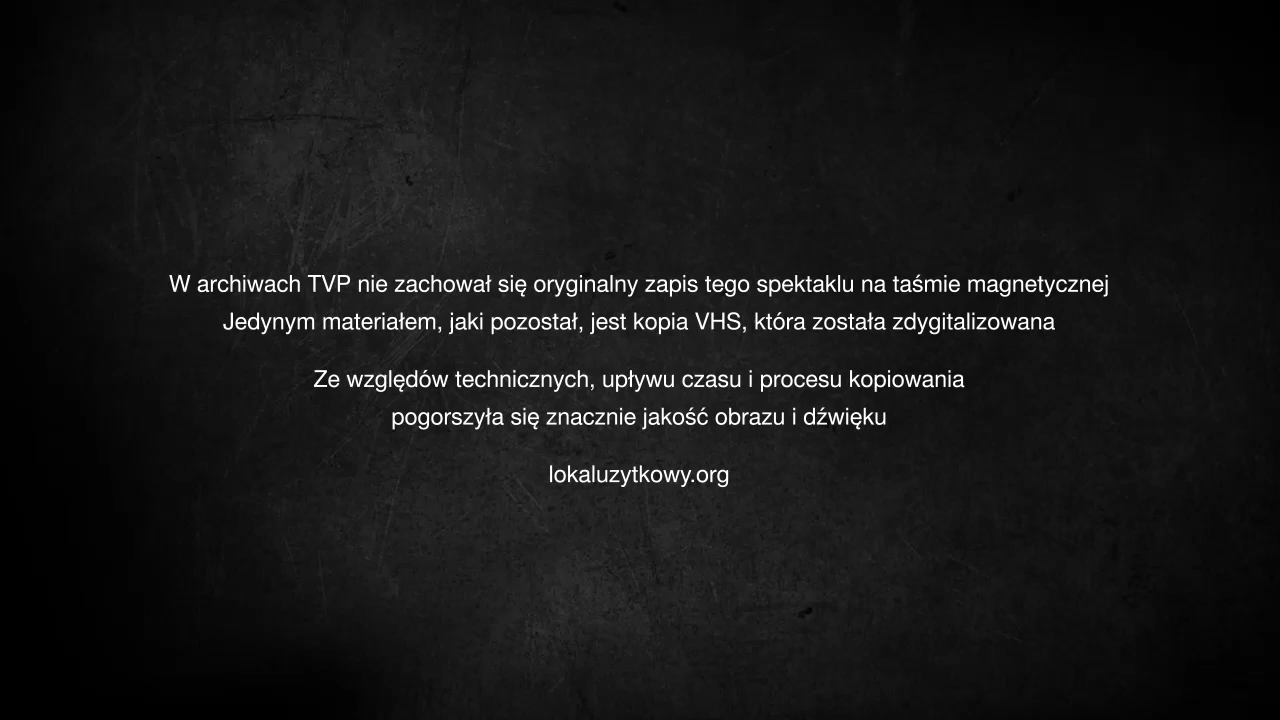 W archiwach TVP nie zachował się oryginalny zapis tego spektaklu na taśmie magnetycznej
Jedynym materiałem, jaki pozostał, jest kopia VHS, która została zdygitalizowana
Ze względów technicznych, upływu czasu i procesu kopiowania
pogorszyła się znacznie jakość obrazu i dźwięku
lokaluzytkowy.org